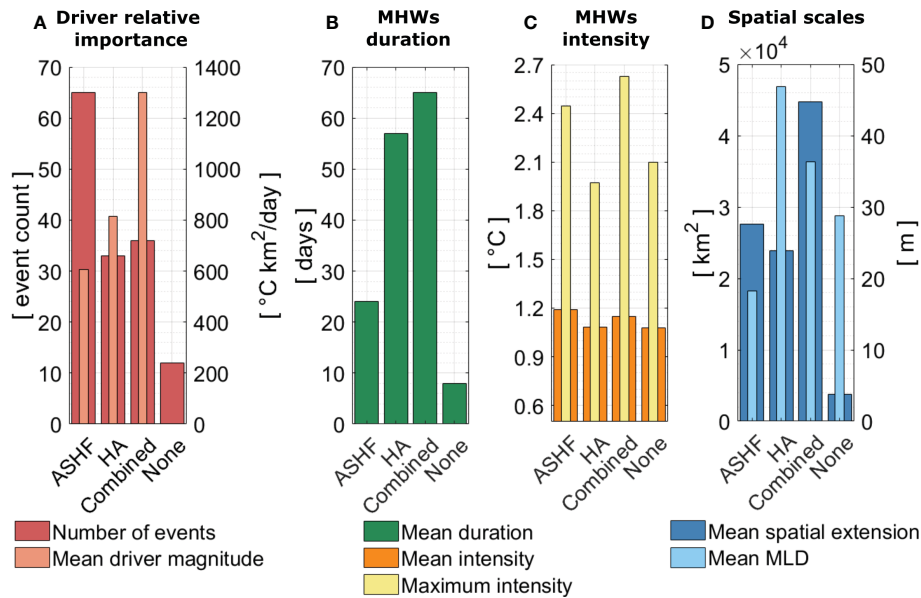 A Driver relative importance
B MHWs duration
C MHWs intensity
D Spatial scales
[ event count ]
70
60
50
40
30
20
10
0
1400
1200
1000
800
600
400
200
0
[ °C km²/day ]
ASHF
HA
Combined
None
[ days ]
70
60
50
40
30
20
10
0
ASHF
HA
Combined
None
[ °C ]
2.7
2.4
2.1
1.8
1.5
1.2
0.9
0.6
ASHF
HA
Combined
None
×10⁴
[ km² ]
5
4
3
2
1
0
50
40
30
20
10
0
[ m ]
ASHF
HA
Combined
None
Number of events
Mean driver magnitude
Mean duration
Mean intensity
Maximum intensity
Mean spatial extension
Mean MLD